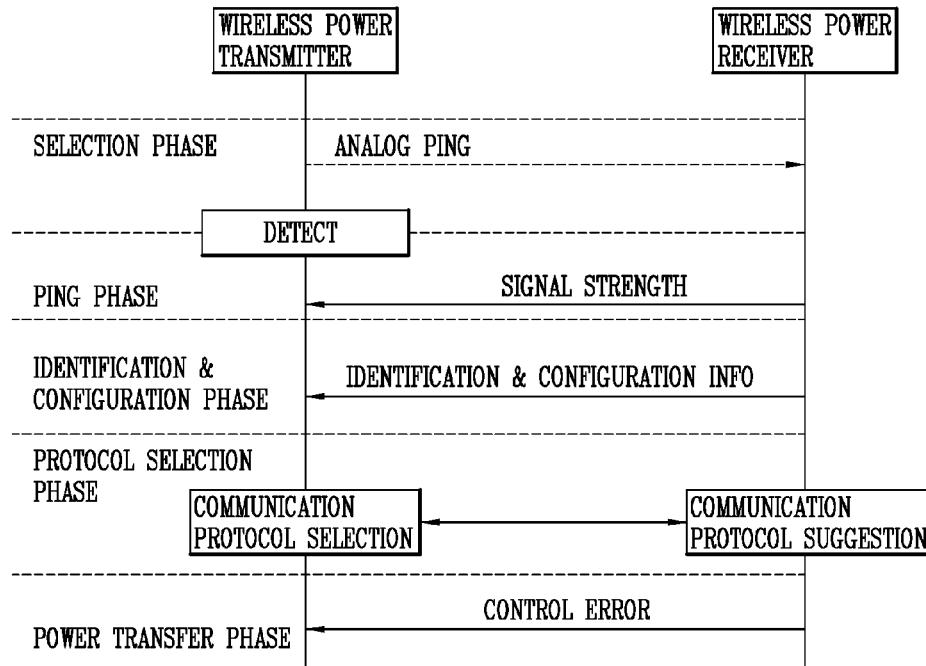 WIRELESS POWER
TRANSMITTER
WIRELESS POWER
RECEIVER
SELECTION PHASE
ANALOG PING
DETECT
PING PHASE
SIGNAL STRENGTH
IDENTIFICATION &
CONFIGURATION PHASE
IDENTIFICATION & CONFIGURATION INFO
PROTOCOL SELECTION
PHASE
COMMUNICATION
PROTOCOL SELECTION
COMMUNICATION
PROTOCOL SUGGESTION
CONTROL ERROR
POWER TRANSFER PHASE